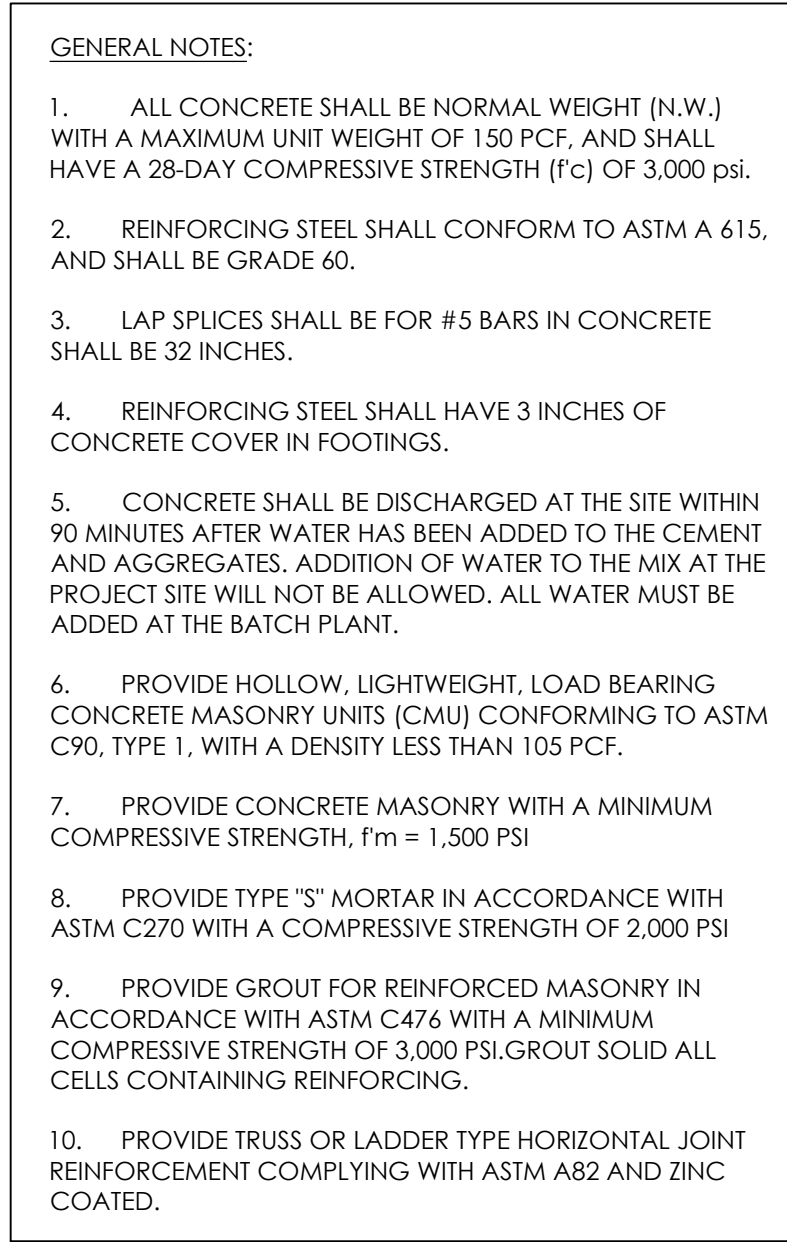 GENERAL NOTES:
1. ALL CONCRETE SHALL BE NORMAL WEIGHT (N.W.)
WITH A MAXIMUM UNIT WEIGHT OF 150 PCF, AND SHALL
HAVE A 28-DAY COMPRESSIVE STRENGTH (f'c) OF 3,000 psi.
2. REINFORCING STEEL SHALL CONFORM TO ASTM A 615,
AND SHALL BE GRADE 60.
3. LAP SPLICES SHALL BE FOR #5 BARS IN CONCRETE
SHALL BE 32 INCHES.
4. REINFORCING STEEL SHALL HAVE 3 INCHES OF
CONCRETE COVER IN FOOTINGS.
5. CONCRETE SHALL BE DISCHARGED AT THE SITE WITHIN
90 MINUTES AFTER WATER HAS BEEN ADDED TO THE CEMENT
AND AGGREGATES. ADDITION OF WATER TO THE MIX AT THE
PROJECT SITE WILL NOT BE ALLOWED. ALL WATER MUST BE
ADDED AT THE BATCH PLANT.
6. PROVIDE HOLLOW, LIGHTWEIGHT, LOAD BEARING
CONCRETE MASONRY UNITS (CMU) CONFORMING TO ASTM
C90, TYPE 1, WITH A DENSITY LESS THAN 105 PCF.
7. PROVIDE CONCRETE MASONRY WITH A MINIMUM
COMPRESSIVE STRENGTH, f'm = 1,500 PSI
8. PROVIDE TYPE "S" MORTAR IN ACCORDANCE WITH
ASTM C270 WITH A COMPRESSIVE STRENGTH OF 2,000 PSI
9. PROVIDE GROUT FOR REINFORCED MASONRY IN
ACCORDANCE WITH ASTM C476 WITH A MINIMUM
COMPRESSIVE STRENGTH OF 3,000 PSI.GROUT SOLID ALL
CELLS CONTAINING REINFORCING.
10. PROVIDE TRUSS OR LADDER TYPE HORIZONTAL JOINT
REINFORCEMENT COMPLYING WITH ASTM A82 AND ZINC
COATED.